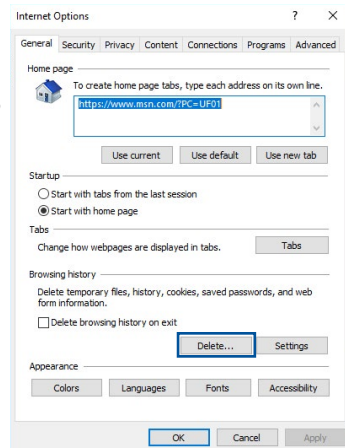 Internet Options ? ×
General Security Privacy Content Connections Programs Advanced
Home page
To create home page tabs, type each address on its own line.
https://www.msn.com/?PC=UF01
Use current Use default Use new tab
Startup
Start with tabs from the last session
Start with home page
Tabs
Change how webpages are displayed in tabs. Tabs
Browsing history
Delete temporary files, history, cookies, saved passwords, and web
form information.
Delete browsing history on exit
Delete... Settings
Appearance
Colors Languages Fonts Accessibility
OK Cancel Apply